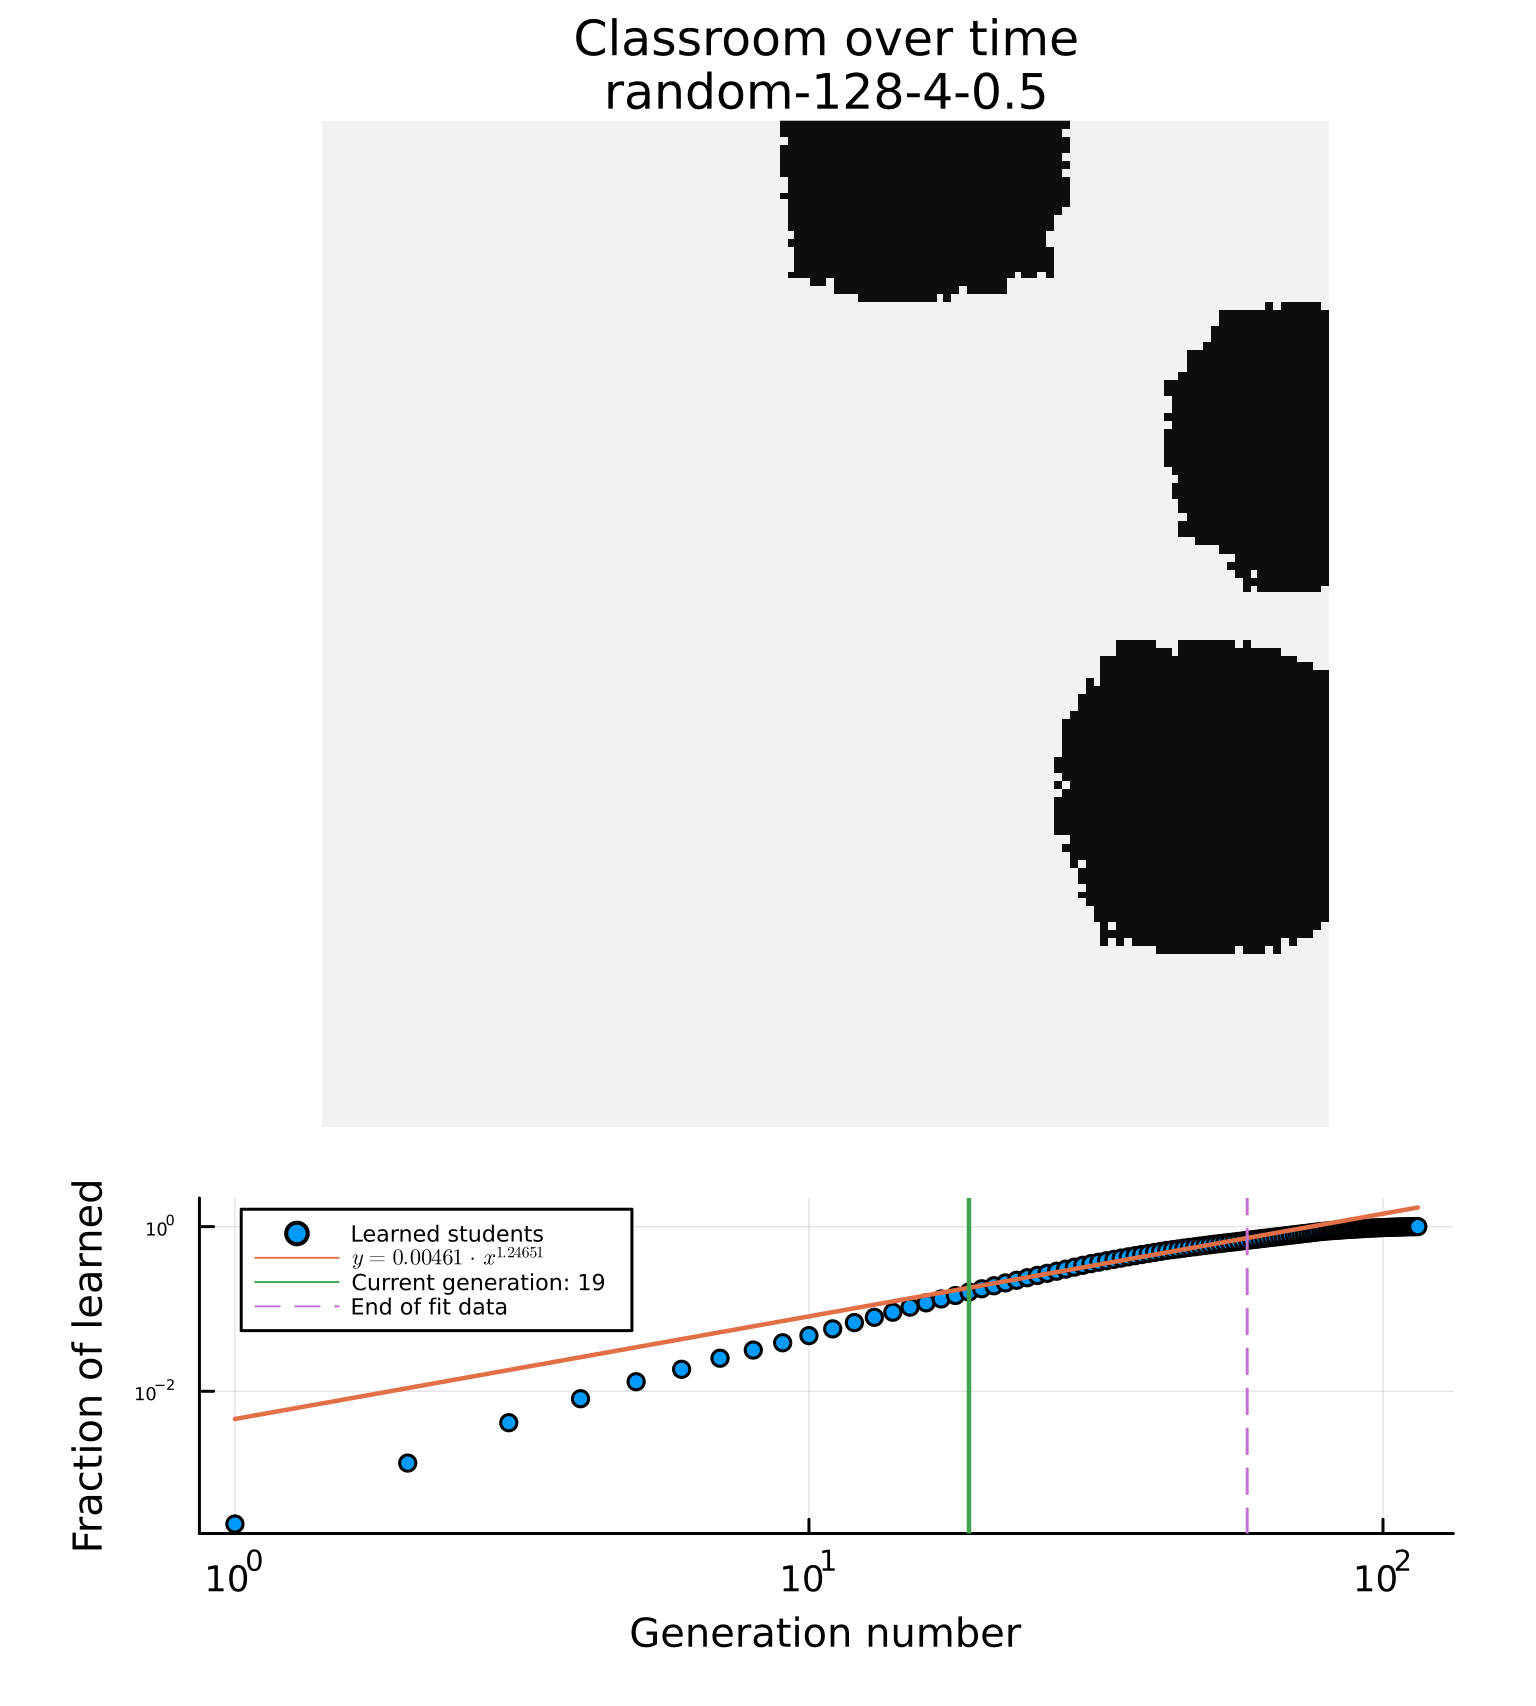 Classroom over time
random-128-4-0.5
Fraction of learned
10^0
10^-2
Learned students
y = 0.00461 · x^1.24651
Current generation: 19
End of fit data
10^0
10^1
10^2
Generation number